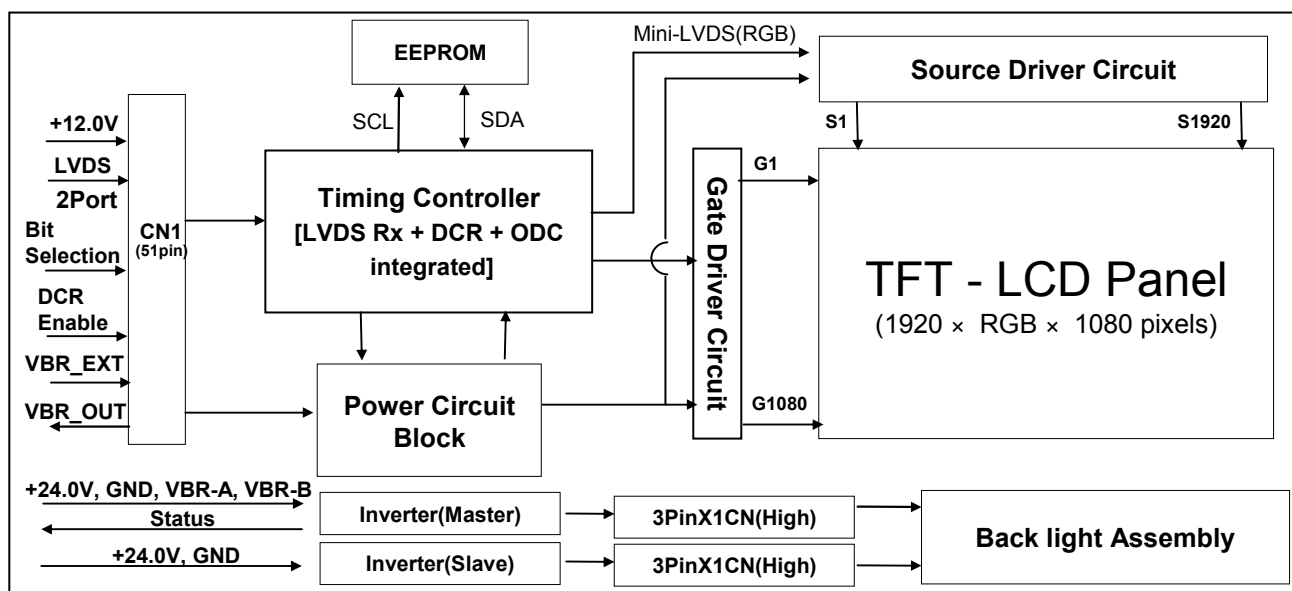 EEPROM
Mini-LVDS(RGB)
Source Driver Circuit
SCL
SDA
S1
S1920
+12.0V
LVDS
2Port
Bit
Selection
DCR
Enable
VBR_EXT
VBR_OUT
CN1
(51pin)
Timing Controller
[LVDS Rx + DCR + ODC
integrated]
Power Circuit
Block
Gate Driver Circuit
G1
G1080
TFT - LCD Panel
(1920 × RGB × 1080 pixels)
+24.0V, GND, VBR-A, VBR-B
Status
Inverter(Master)
3PinX1CN(High)
+24.0V, GND
Inverter(Slave)
3PinX1CN(High)
Back light Assembly